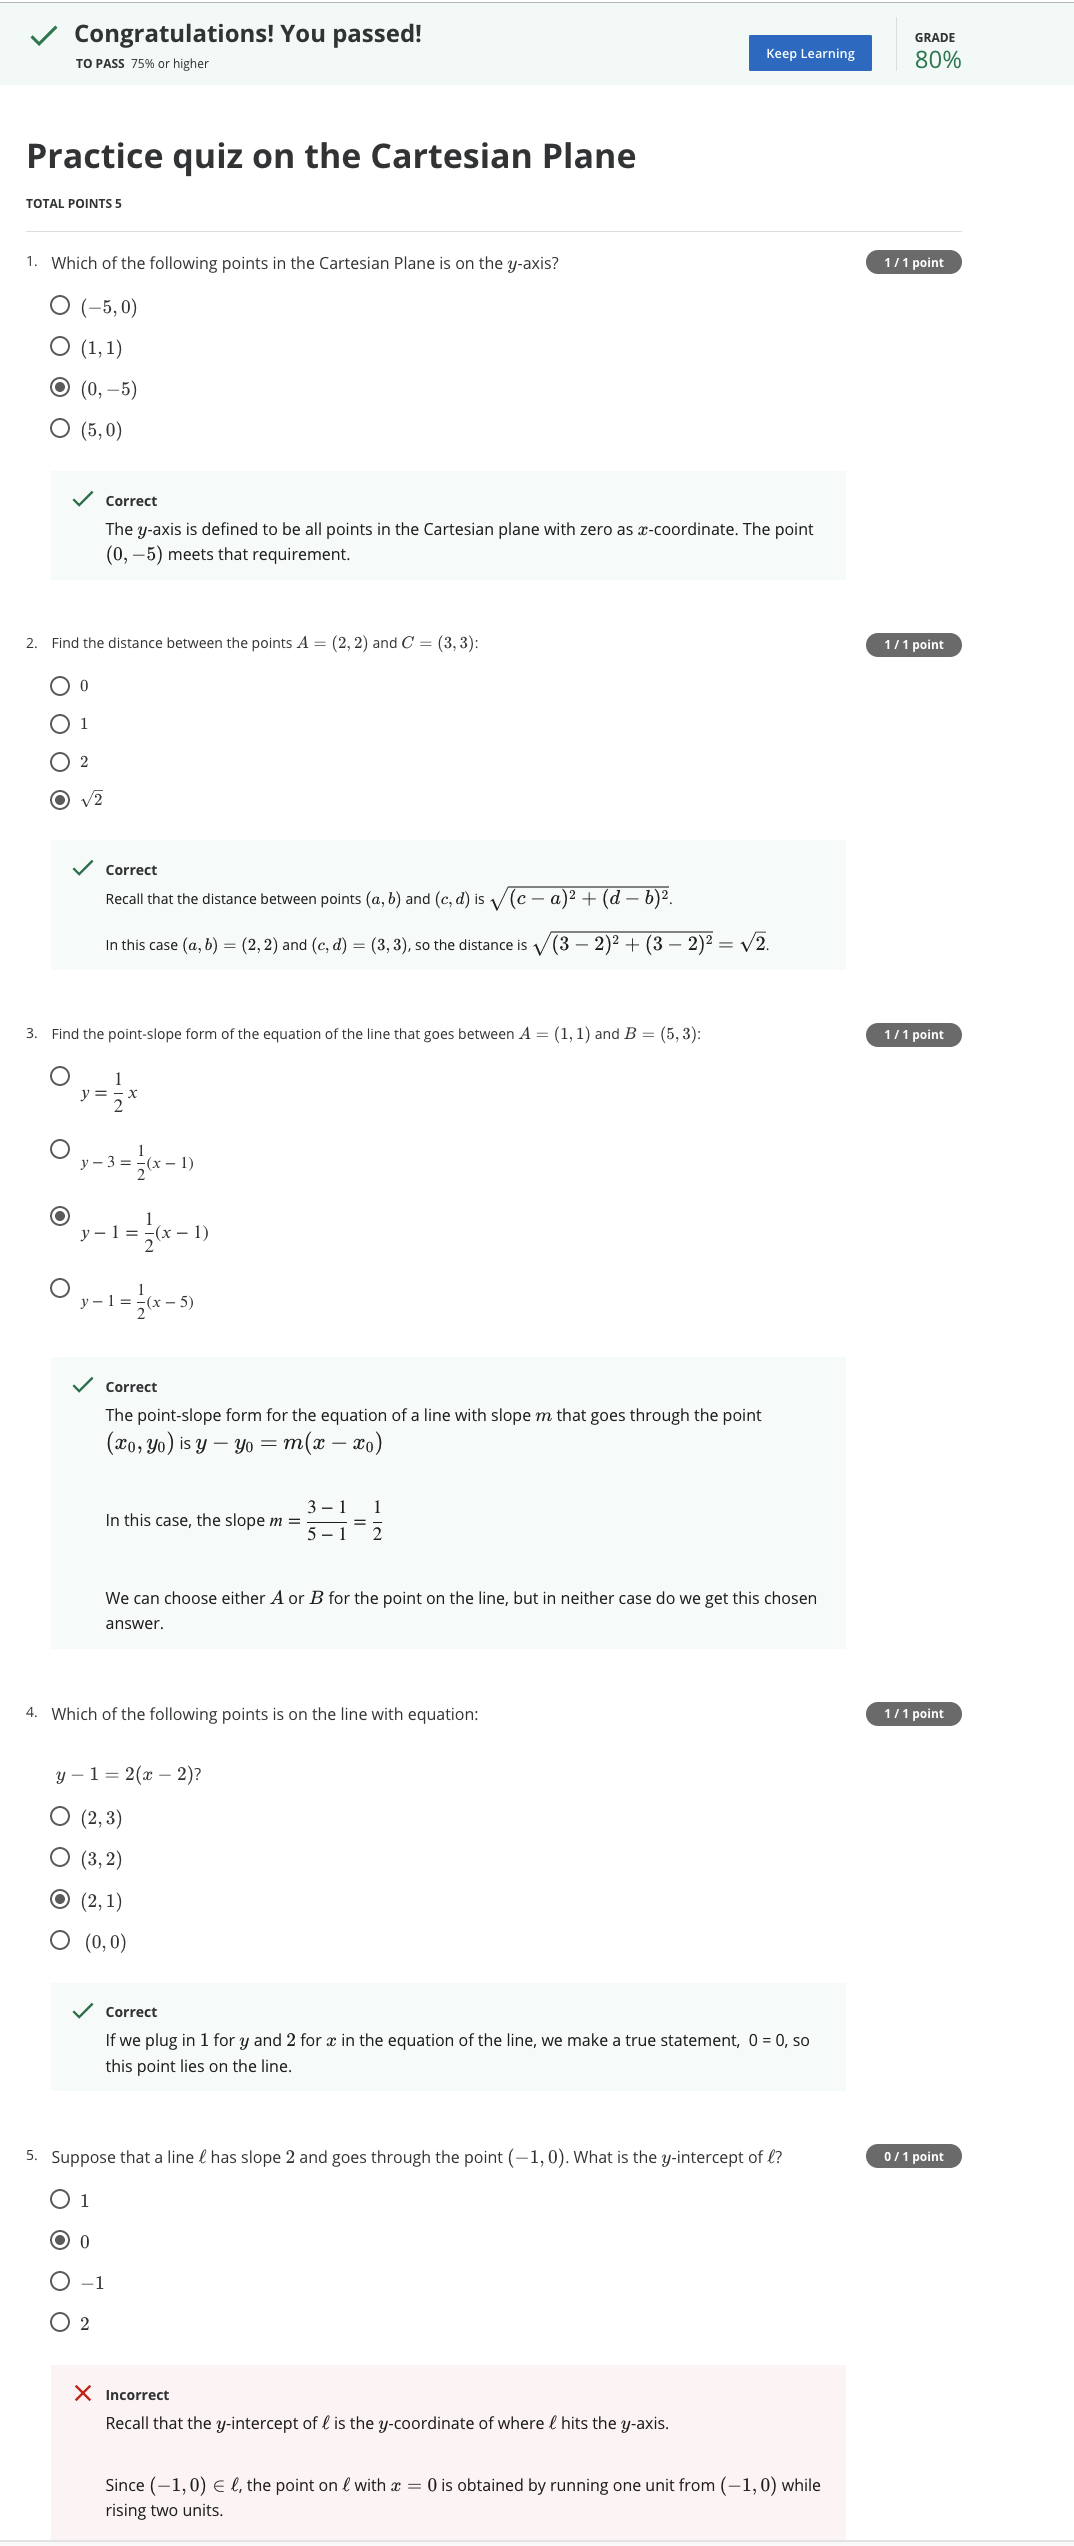 Congratulations! You passed!
TO PASS 75% or higher
Keep Learning
GRADE
80%
Practice quiz on the Cartesian Plane
TOTAL POINTS 5
1. Which of the following points in the Cartesian Plane is on the y-axis?
1 / 1 point
(−5, 0)
(1, 1)
(0, −5)
(5, 0)
Correct
The y-axis is defined to be all points in the Cartesian plane with zero as x-coordinate. The point
(0, −5) meets that requirement.
2. Find the distance between the points A = (2, 2) and C = (3, 3):
1 / 1 point
0
1
2
√2
Correct
Recall that the distance between points (a, b) and (c, d) is √(c − a)² + (d − b)².
In this case (a, b) = (2, 2) and (c, d) = (3, 3), so the distance is √(3 − 2)² + (3 − 2)² = √2.
3. Find the point-slope form of the equation of the line that goes between A = (1, 1) and B = (5, 3):
1 / 1 point
y = 1/2 x
y − 3 = 1/2 (x − 1)
y − 1 = 1/2 (x − 1)
y − 1 = 1/2 (x − 5)
Correct
The point-slope form for the equation of a line with slope m that goes through the point
(x₀, y₀) is y − y₀ = m(x − x₀)
In this case, the slope m = 3 − 1 / 5 − 1 = 1/2
We can choose either A or B for the point on the line, but in neither case do we get this chosen
answer.
4. Which of the following points is on the line with equation:
1 / 1 point
y − 1 = 2(x − 2)?
(2, 3)
(3, 2)
(2, 1)
(0, 0)
Correct
If we plug in 1 for y and 2 for x in the equation of the line, we make a true statement, 0 = 0, so
this point lies on the line.
5. Suppose that a line ℓ has slope 2 and goes through the point (−1, 0). What is the y-intercept of ℓ?
0 / 1 point
1
0
−1
2
Incorrect
Recall that the y-intercept of ℓ is the y-coordinate of where ℓ hits the y-axis.
Since (−1, 0) ∈ ℓ, the point on ℓ with x = 0 is obtained by running one unit from (−1, 0) while
rising two units.